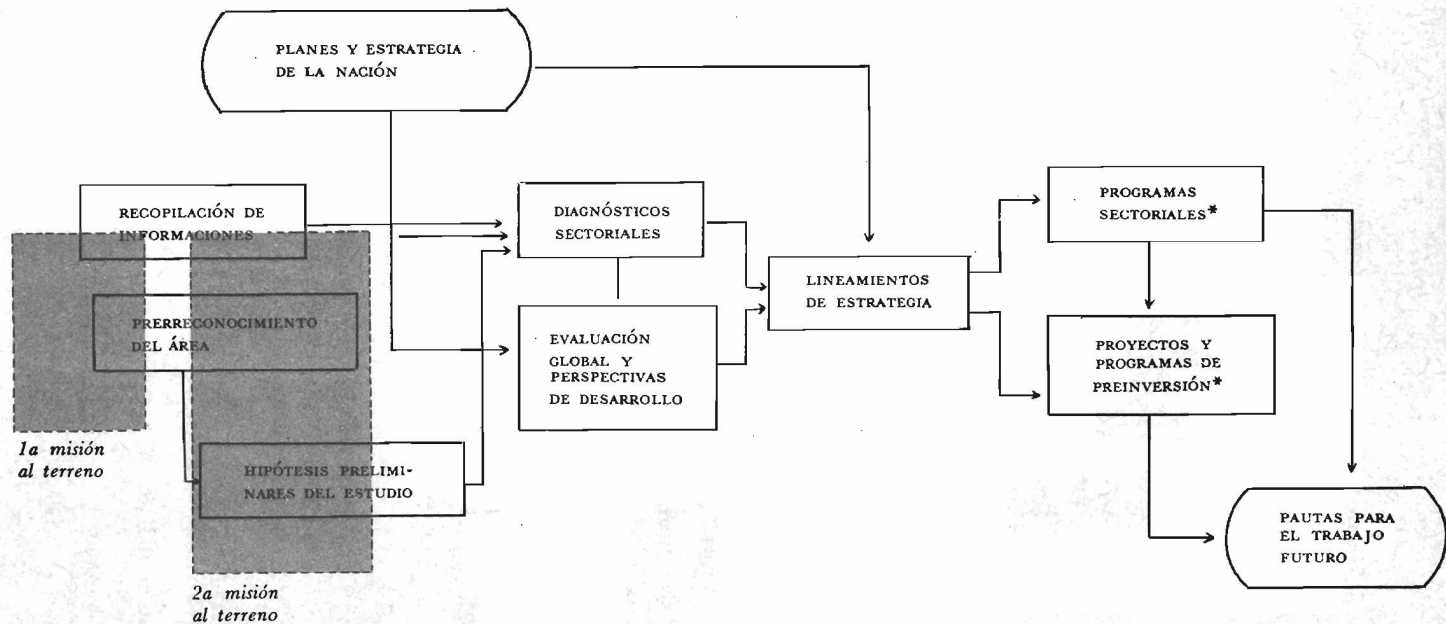 PLANES Y ESTRATEGIA
DE LA NACIÓN
RECOPILACIÓN DE
INFORMACIONES
PRERRECONOCIMIENTO
DEL ÁREA
1a misión
al terreno
HIPÓTESIS PRELIMI-
NARES DEL ESTUDIO
2a misión
al terreno
DIAGNÓSTICOS
SECTORIALES
EVALUACIÓN
GLOBAL Y
PERSPECTIVAS
DE DESARROLLO
LINEAMIENTOS
DE ESTRATEGIA
PROGRAMAS
SECTORIALES*
PROYECTOS Y
PROGRAMAS DE
PREINVERSIÓN*
PAUTAS PARA
EL TRABAJO
FUTURO